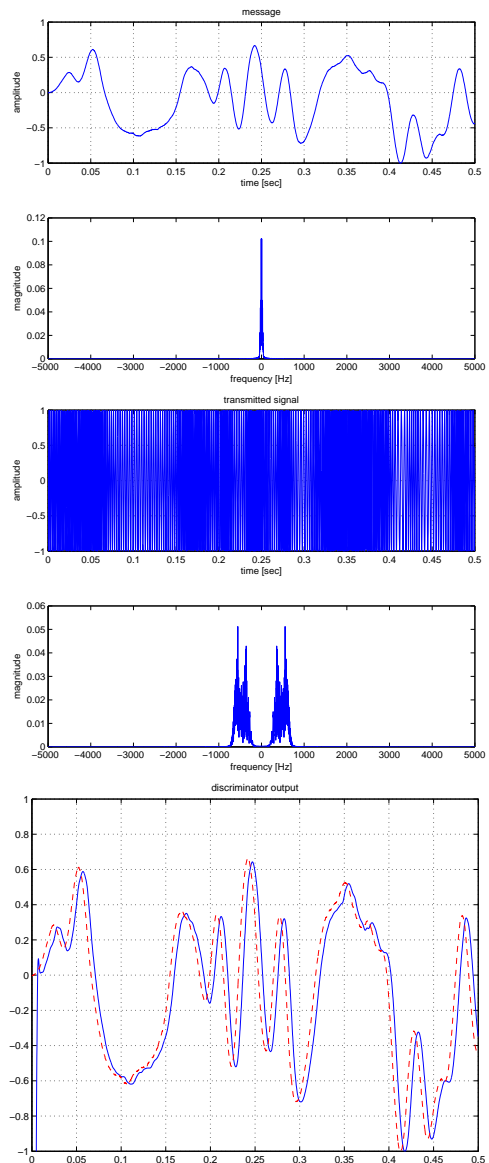 message
amplitude
1
0.5
0
−0.5
−1
0 0.05 0.1 0.15 0.2 0.25 0.3 0.35 0.4 0.45 0.5
time [sec]
magnitude
0.12
0.1
0.08
0.06
0.04
0.02
0
−5000 −4000 −3000 −2000 −1000 0 1000 2000 3000 4000 5000
frequency [Hz]
transmitted signal
amplitude
1
0.5
0
−0.5
−1
0 0.05 0.1 0.15 0.2 0.25 0.3 0.35 0.4 0.45 0.5
time [sec]
magnitude
0.06
0.05
0.04
0.03
0.02
0.01
0
−5000 −4000 −3000 −2000 −1000 0 1000 2000 3000 4000 5000
frequency [Hz]
discriminator output
1
0.8
0.6
0.4
0.2
0
−0.2
−0.4
−0.6
−0.8
−1
0 0.05 0.1 0.15 0.2 0.25 0.3 0.35 0.4 0.45 0.5